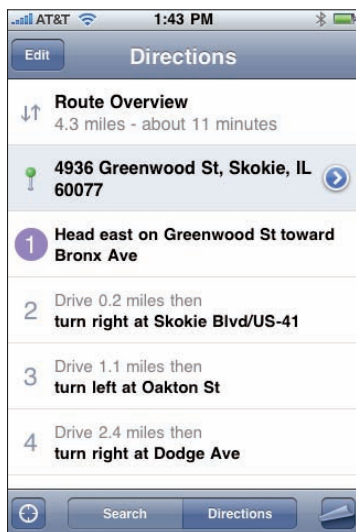 AT&T 1:43 PM
Edit Directions
Route Overview
4.3 miles - about 11 minutes
4936 Greenwood St, Skokie, IL
60077
1 Head east on Greenwood St toward
Bronx Ave
Drive 0.2 miles then
2 turn right at Skokie Blvd/US-41
Drive 1.1 miles then
3 turn left at Oakton St
Drive 2.4 miles then
4 turn right at Dodge Ave
Search Directions